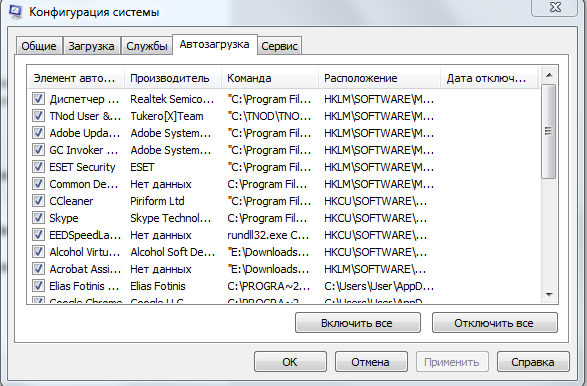 Конфигурация системы
Общие Загрузка Службы Автозагрузка Сервис
Элемент авто... Производитель Команда Расположение Дата отключ...
Диспетчер ... Realtek Semico... "C:\Program Fil... HKLM\SOFTWARE\M...
TNod User &... Tukero[X]Team "C:\TNOD\TNO... HKLM\SOFTWARE\M...
Adobe Upda... Adobe System... "C:\Program Fil... HKLM\SOFTWARE\M...
GC Invoker ... Adobe System... "C:\Program Fil... HKLM\SOFTWARE\M...
ESET Security ESET "C:\Program Fil... HKLM\SOFTWARE\M...
Common De... Нет данных C:\Program Fil... HKLM\SOFTWARE\M...
CCleaner Piriform Ltd "C:\Program Fil... HKCU\SOFTWARE\...
Skype Skype Technol... "C:\Program Fil... HKCU\SOFTWARE\...
EEDSpeedLa... Нет данных rundll32.exe C... HKCU\SOFTWARE\...
Alcohol Virtu... Alcohol Soft De... "E:\Downloads... HKCU\SOFTWARE\...
Acrobat Assi... Нет данных "E:\Downloads... HKLM\SOFTWARE\M...
Elias Fotinis Elias Fotinis C:\PROGRA~2... C:\Users\User\AppD...
Google Chrome Google LLC C:\PROGRA~2... C:\Users\User\AppD...
Включить все Отключить все
ОК Отмена Применить Справка